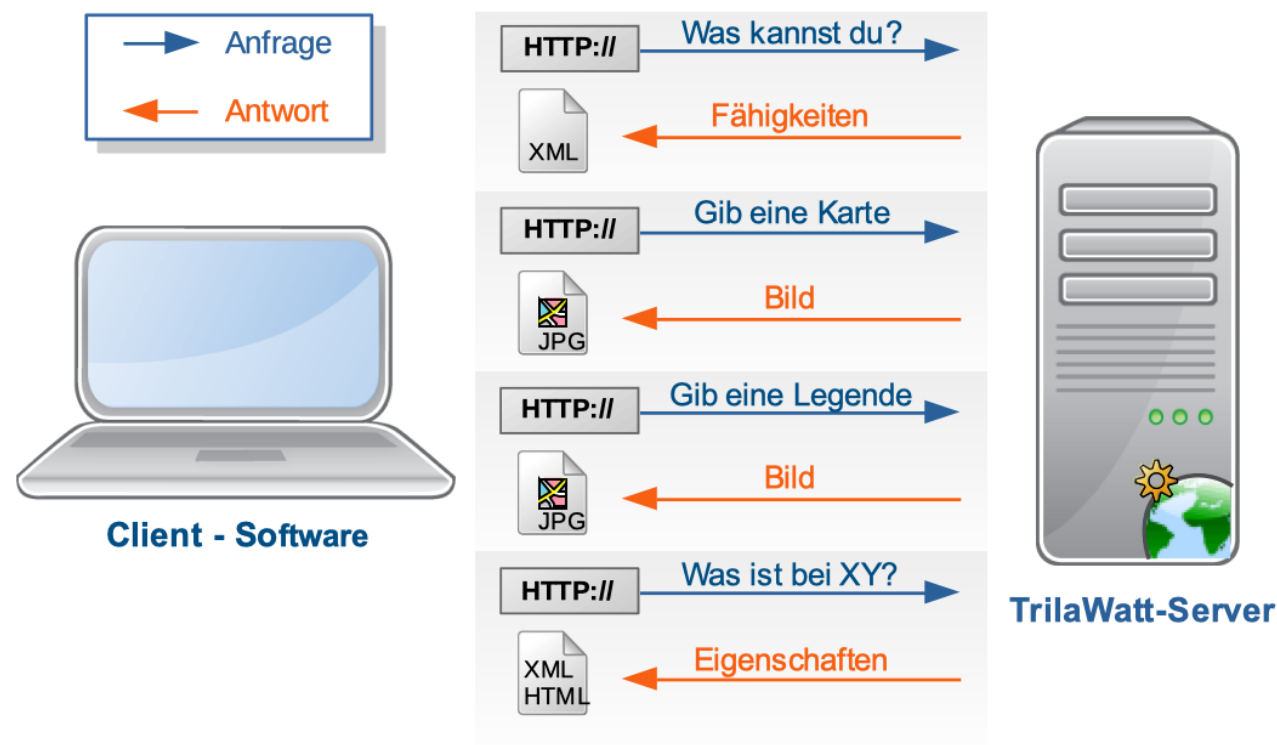 Anfrage
Antwort
HTTP://
Was kannst du?
Fähigkeiten
XML
HTTP://
Gib eine Karte
Bild
JPG
HTTP://
Gib eine Legende
Bild
JPG
HTTP://
Was ist bei XY?
Eigenschaften
XML
HTML
Client - Software
TrilaWatt-Server